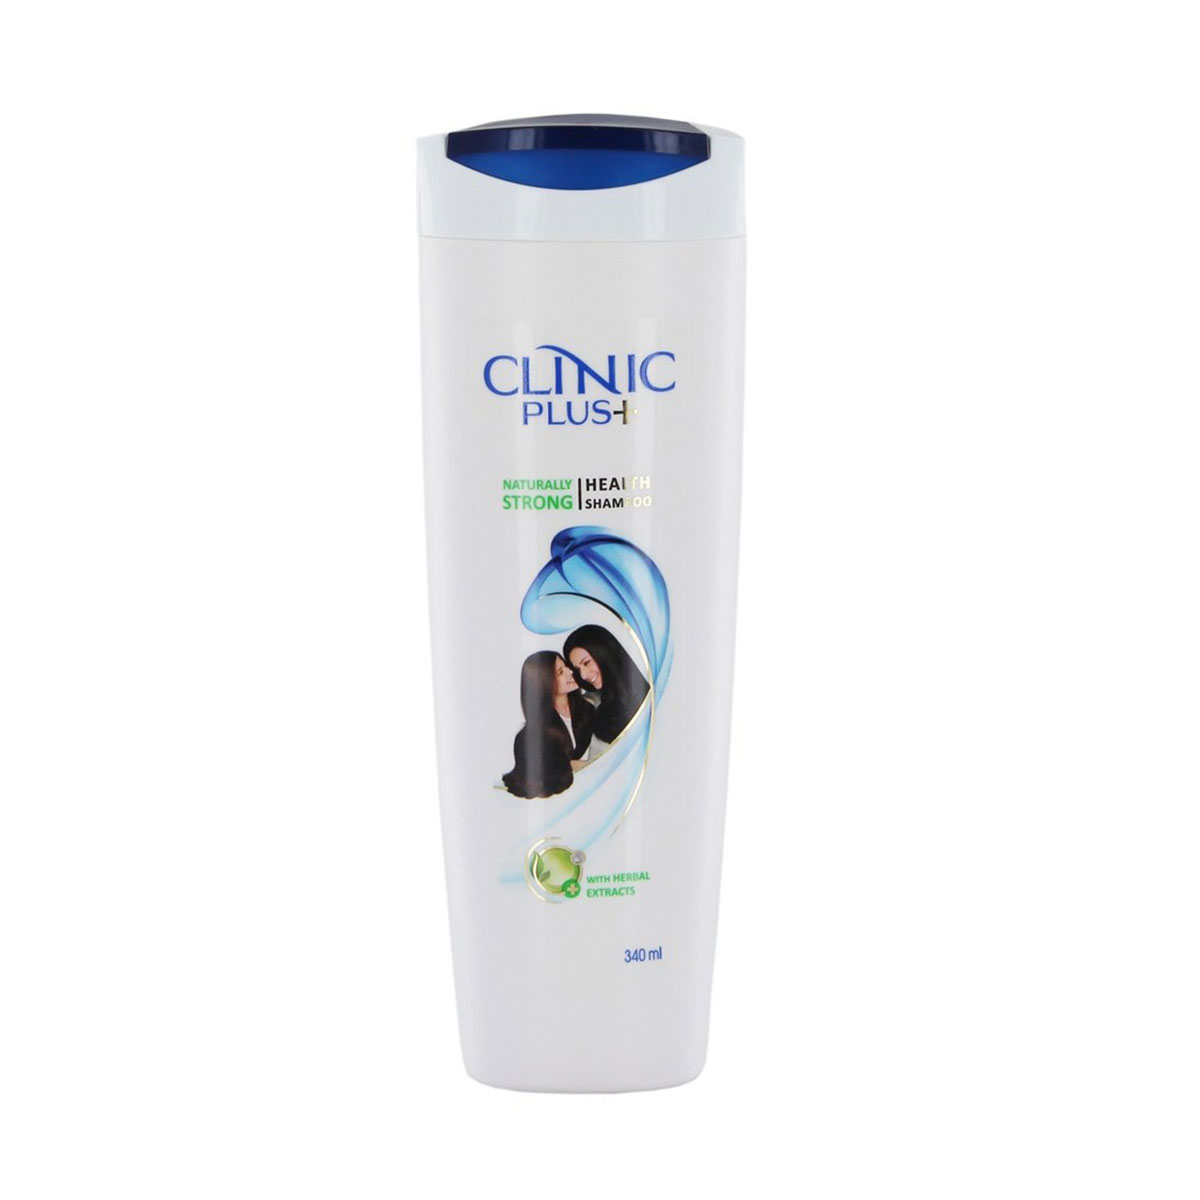 CLINIC
PLUS+
NATURALLY
STRONG
HEALTH
SHAMPOO
WITH HERBAL
EXTRACTS
340 ml